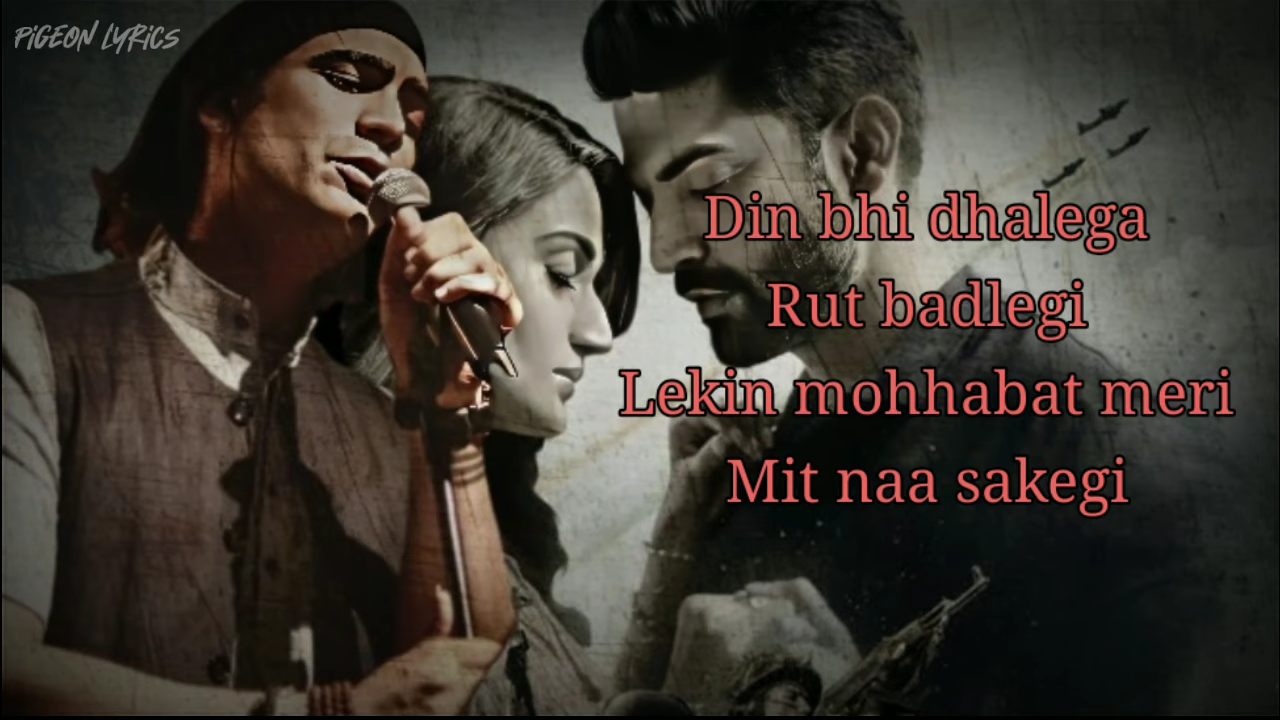 PiGEON LYRiCS
Din bhi dhalega
Rut badlegi
Lekin mohhabat meri
Mit naa sakegi